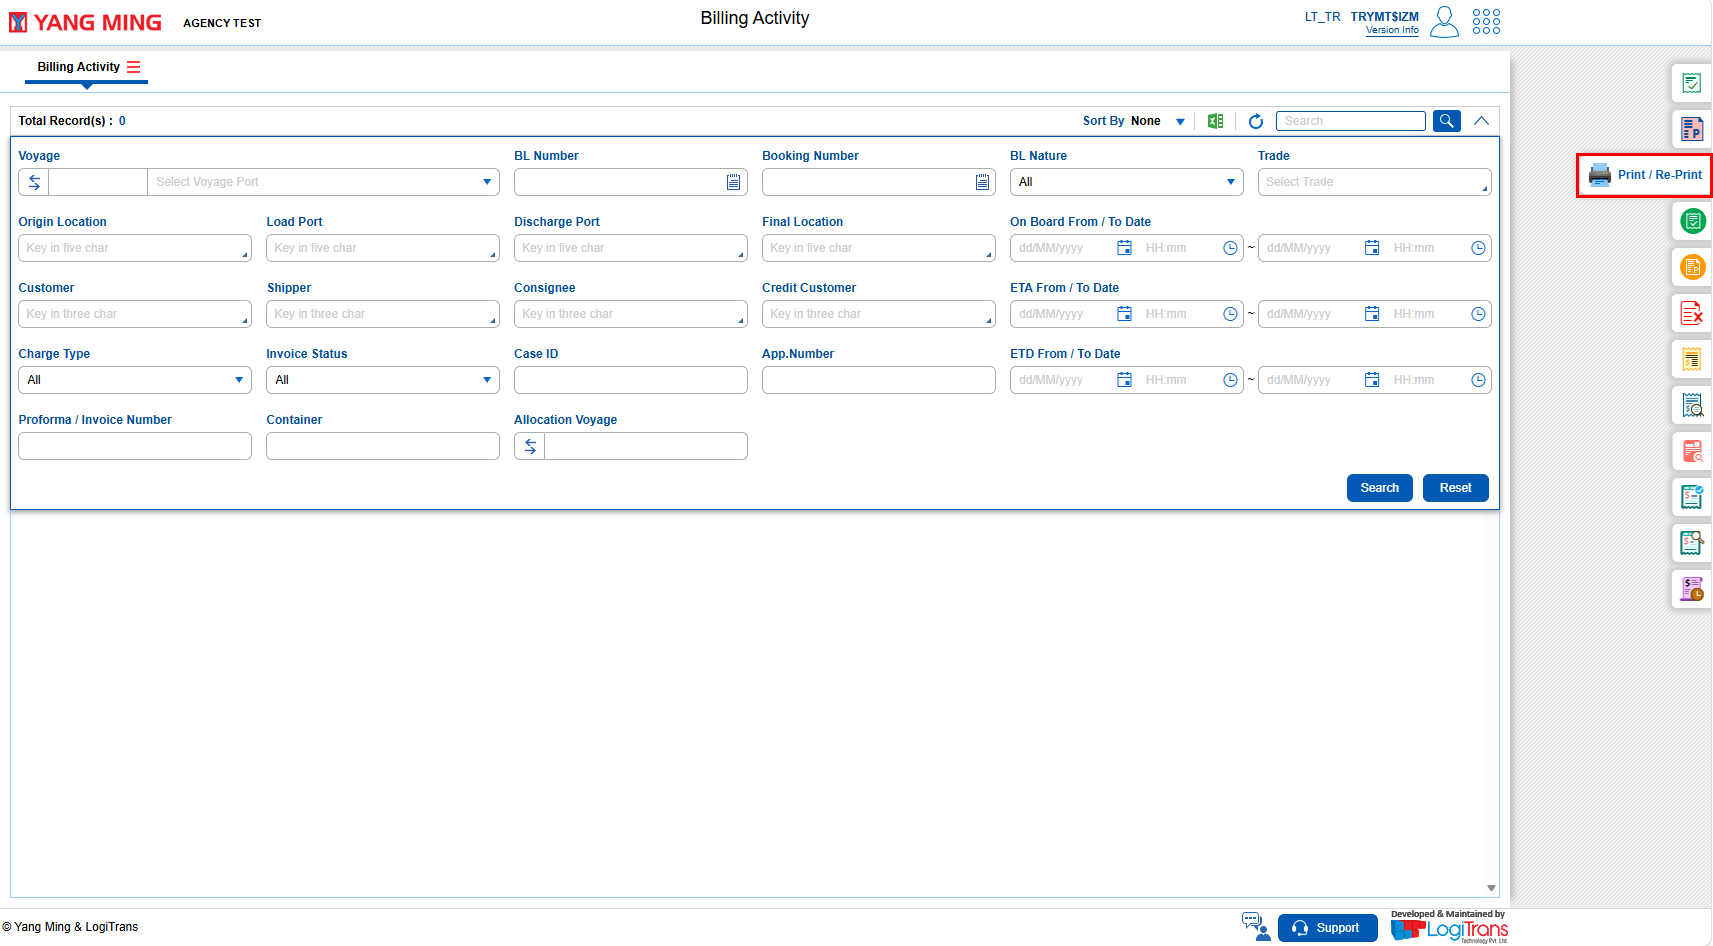 YANG MING AGENCY TEST
Billing Activity
LT_TR TRYMT$IZM
Version Info
Billing Activity
Total Record(s) : 0
Sort By None
Search
Voyage BL Number Booking Number BL Nature Trade
Select Voyage Port All Select Trade
Print / Re-Print
Origin Location Load Port Discharge Port Final Location On Board From / To Date
Key in five char Key in five char Key in five char Key in five char dd/MM/yyyy HH:mm ~ dd/MM/yyyy HH:mm
Customer Shipper Consignee Credit Customer ETA From / To Date
Key in three char Key in three char Key in three char Key in three char dd/MM/yyyy HH:mm ~ dd/MM/yyyy HH:mm
Charge Type Invoice Status Case ID App.Number ETD From / To Date
All All dd/MM/yyyy HH:mm ~ dd/MM/yyyy HH:mm
Proforma / Invoice Number Container Allocation Voyage
Search Reset
© Yang Ming & LogiTrans
Support
Developed & Maintained by
LogiTrans
Technology Pvt. Ltd.